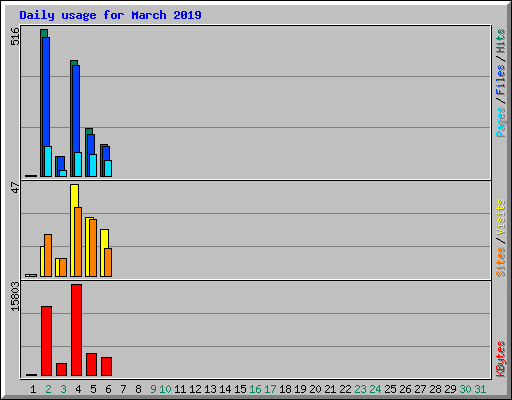 Daily usage for March 2019
516
Pages / Files / Hits
47
Sites / Visits
15803
KBytes
1 2 3 4 5 6 7 8 9 10 11 12 13 14 15 16 17 18 19 20 21 22 23 24 25 26 27 28 29 30 31